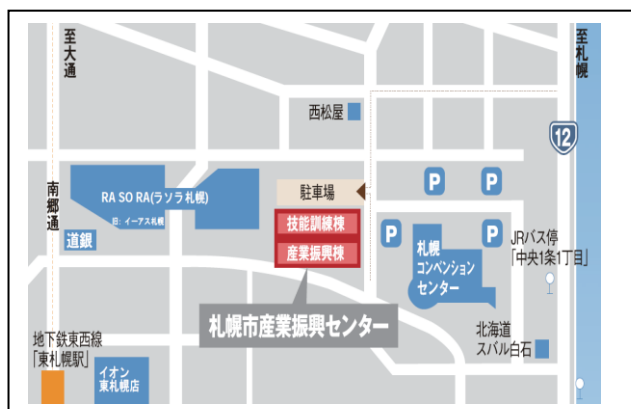 至大通
至札幌
西松屋
12
RA SO RA(ラソラ札幌)
旧：イーアス札幌
南郷通
道銀
駐車場
技能訓練棟
産業振興棟
P
P
P
P
札幌
コンベンション
センター
JRバス停
「中央1条1丁目」
札幌市産業振興センター
地下鉄東西線
「東札幌駅」
イオン
東札幌店
北海道
スバル白石